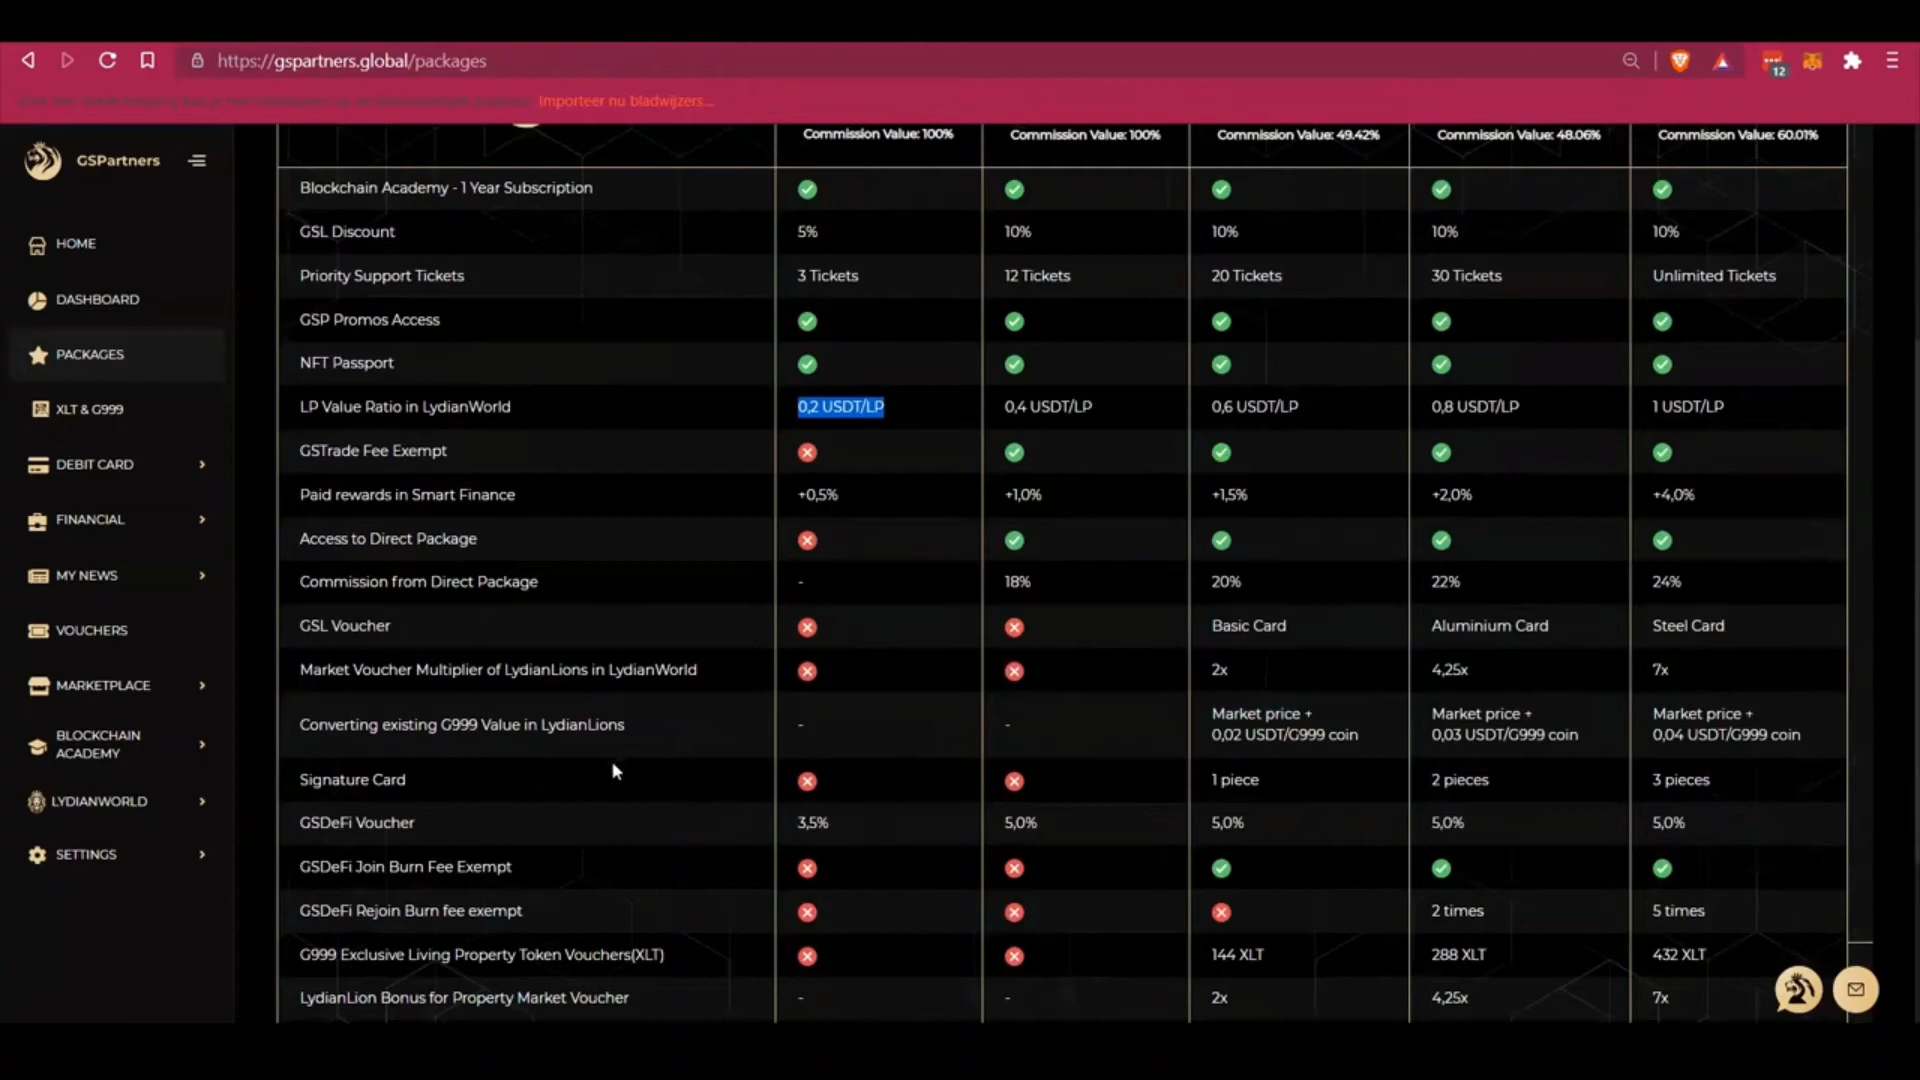 https://gspartners.global/packages
12
Importeer nu bladwijzers...
GSPartners
HOME
DASHBOARD
PACKAGES
XLT & G999
DEBIT CARD
FINANCIAL
MY NEWS
VOUCHERS
MARKETPLACE
BLOCKCHAIN
ACADEMY
LYDIANWORLD
SETTINGS
Commission Value: 100% Commission Value: 100% Commission Value: 49.42% Commission Value: 48.06% Commission Value: 60.01%
Blockchain Academy - 1 Year Subscription
GSL Discount 5% 10% 10% 10% 10%
Priority Support Tickets 3 Tickets 12 Tickets 20 Tickets 30 Tickets Unlimited Tickets
GSP Promos Access
NFT Passport
LP Value Ratio in LydianWorld 0,2 USDT/LP 0,4 USDT/LP 0,6 USDT/LP 0,8 USDT/LP 1 USDT/LP
GSTrade Fee Exempt
Paid rewards in Smart Finance +0,5% +1,0% +1,5% +2,0% +4,0%
Access to Direct Package
Commission from Direct Package - 18% 20% 22% 24%
GSL Voucher Basic Card Aluminium Card Steel Card
Market Voucher Multiplier of LydianLions in LydianWorld 2x 4,25x 7x
Converting existing G999 Value in LydianLions - - Market price + 0,02 USDT/G999 coin Market price + 0,03 USDT/G999 coin Market price + 0,04 USDT/G999 coin
Signature Card 1 piece 2 pieces 3 pieces
GSDeFi Voucher 3,5% 5,0% 5,0% 5,0% 5,0%
GSDeFi Join Burn Fee Exempt
GSDeFi Rejoin Burn fee exempt 2 times 5 times
G999 Exclusive Living Property Token Vouchers(XLT) 144 XLT 288 XLT 432 XLT
LydianLion Bonus for Property Market Voucher - - 2x 4,25x 7x